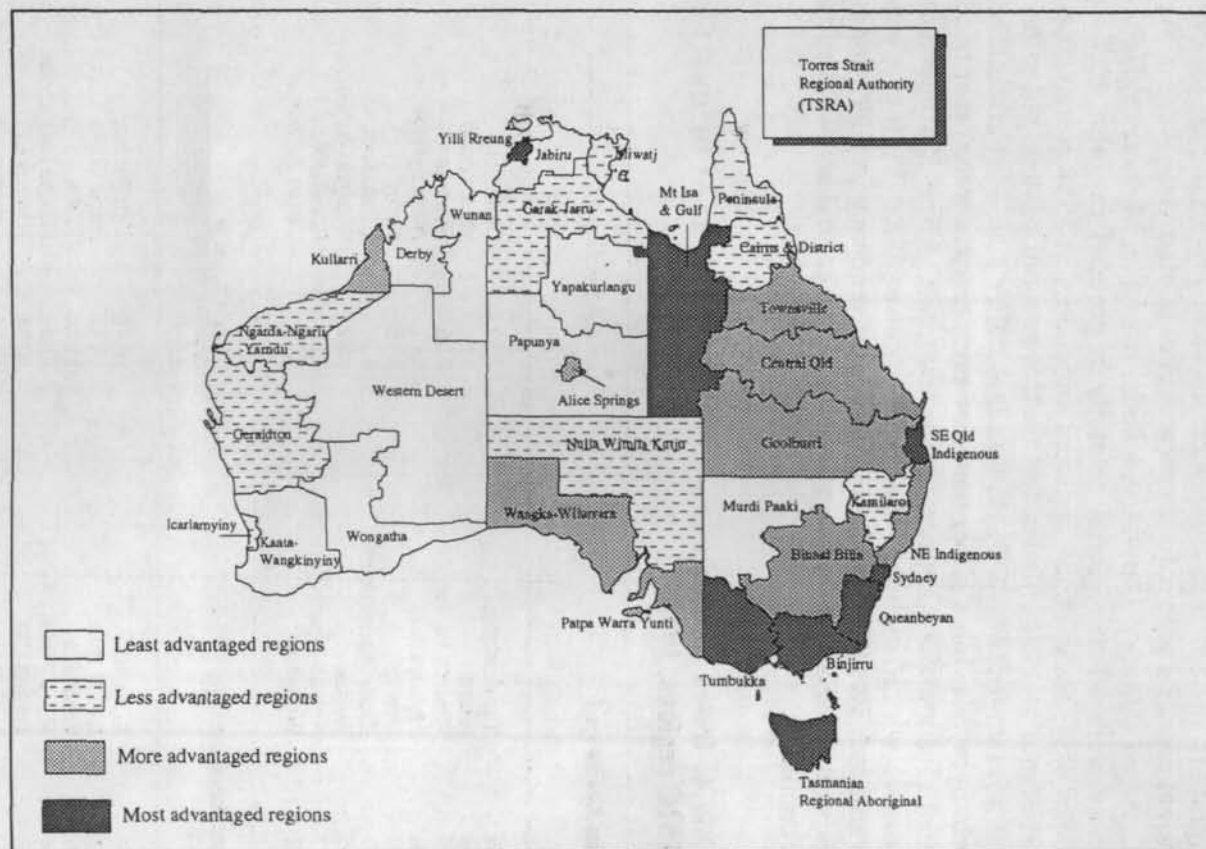 Torres Strait
Regional Authority
(TSRA)
Yilli Rreung
Jabiru
Miwatj
Mt Isa
& Gulf
Peninsula
Wunan
Garak-Jarru
Cairns & District
Kullarri
Derby
Yapakurlangu
Townsville
Ngarda-Ngarli
-Yarndu
Papunya
Central Qld
Western Desert
Alice Springs
Geraldton
Nulla Wimila Kutju
Goolburri
SE Qld
Indigenous
Wangka-Wilurrara
Murdi Paaki
Kamilaroi
Icarlamyiny
Kaata-
Wangkinyiny
Wongatha
Binaal Billa
NE Indigenous
Sydney
Patpa Warra Yunti
Queanbeyan
Binjirru
Tumbukka
Tasmanian
Regional Aboriginal
Least advantaged regions
Less advantaged regions
More advantaged regions
Most advantaged regions